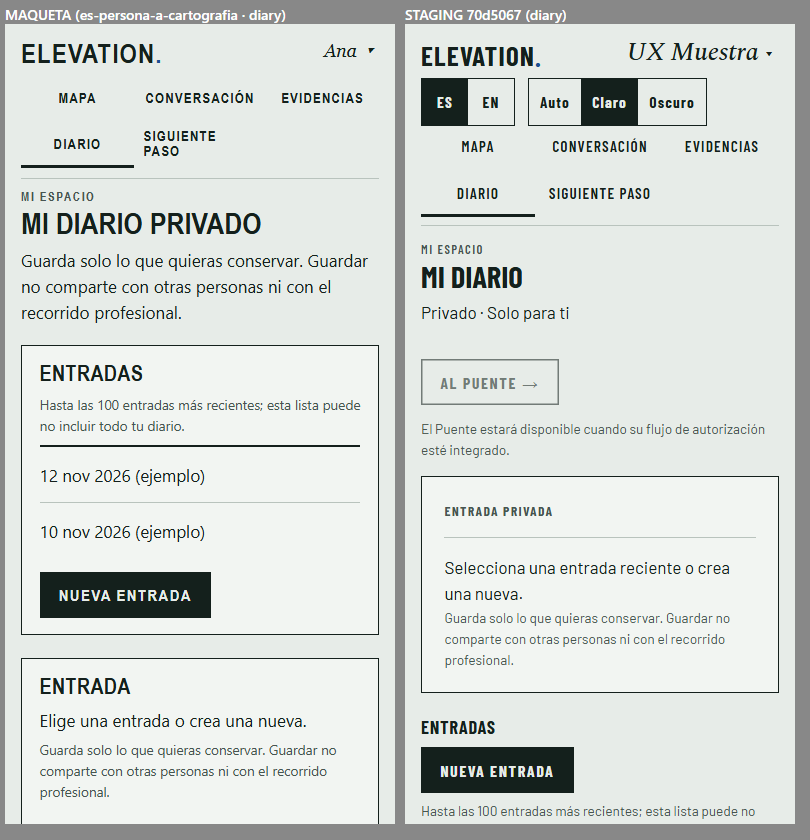 MAQUETA (es-persona-a-cartografia · diary)
ELEVATION.
Ana ▾
MAPA CONVERSACIÓN EVIDENCIAS
DIARIO SIGUIENTE
PASO
MI ESPACIO
MI DIARIO PRIVADO
Guarda solo lo que quieras conservar. Guardar
no comparte con otras personas ni con el
recorrido profesional.
ENTRADAS
Hasta las 100 entradas más recientes; esta lista puede
no incluir todo tu diario.
12 nov 2026 (ejemplo)
10 nov 2026 (ejemplo)
NUEVA ENTRADA
ENTRADA
Elige una entrada o crea una nueva.
Guarda solo lo que quieras conservar. Guardar no
comparte con otras personas ni con el recorrido
profesional.
STAGING 70d5067 (diary)
ELEVATION.
UX Muestra ▾
ES EN Auto Claro Oscuro
MAPA CONVERSACIÓN EVIDENCIAS
DIARIO SIGUIENTE PASO
MI ESPACIO
MI DIARIO
Privado · Solo para ti
AL PUENTE →
El Puente estará disponible cuando su flujo de autorización
esté integrado.
ENTRADA PRIVADA
Selecciona una entrada reciente o crea
una nueva.
Guarda solo lo que quieras conservar. Guardar no
comparte con otras personas ni con el recorrido
profesional.
ENTRADAS
NUEVA ENTRADA
Hasta las 100 entradas más recientes; esta lista puede no